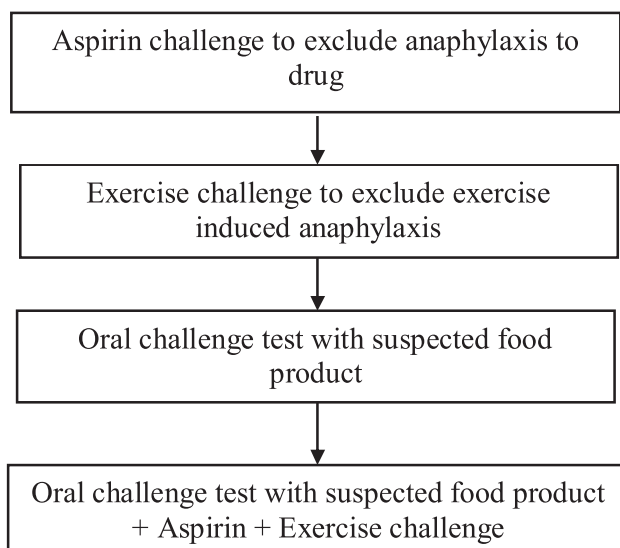 Aspirin challenge to exclude anaphylaxis to
drug
Exercise challenge to exclude exercise
induced anaphylaxis
Oral challenge test with suspected food
product
Oral challenge test with suspected food product
+ Aspirin + Exercise challenge